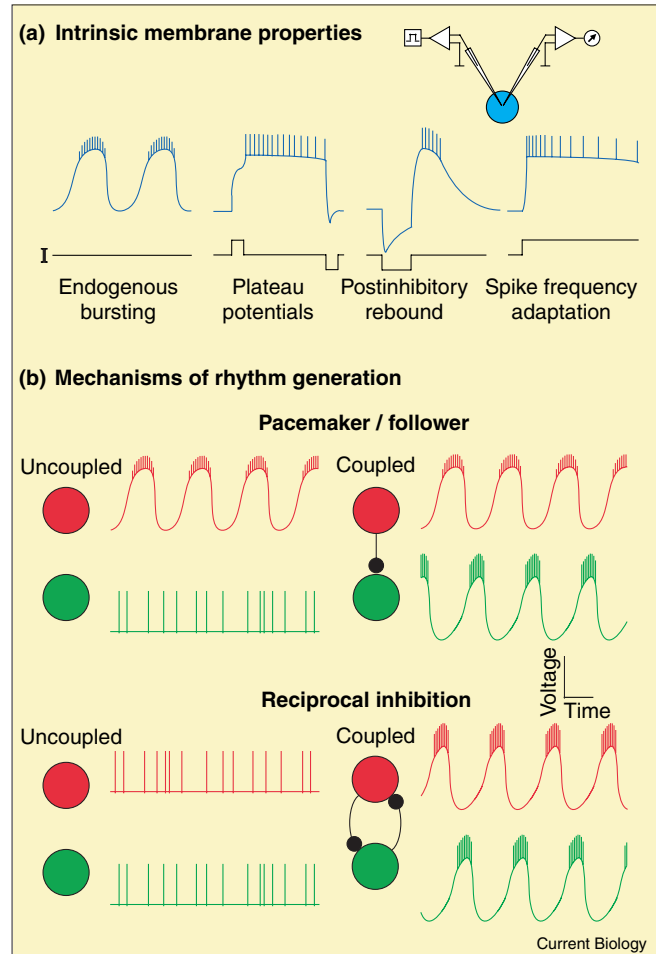 (a) Intrinsic membrane properties
I
Endogenous bursting
Plateau potentials
Postinhibitory rebound
Spike frequency adaptation
(b) Mechanisms of rhythm generation
Pacemaker / follower
Uncoupled
Coupled
Voltage
Time
Reciprocal inhibition
Uncoupled
Coupled
Current Biology